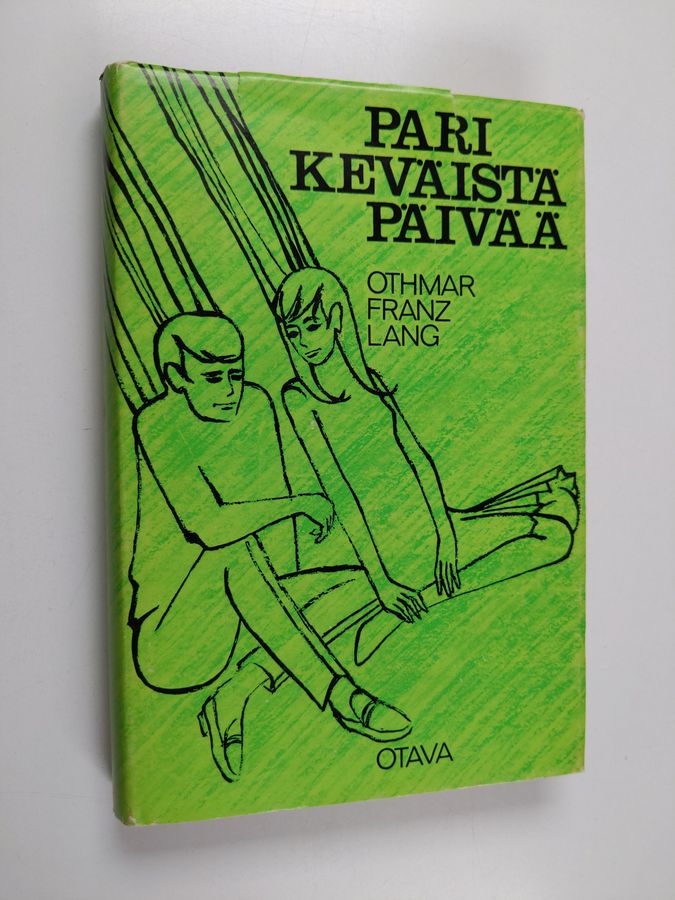 PARI
KEVÄISTÄ
PÄIVÄÄ
OTHMAR
FRANZ
LANG
OTAVA